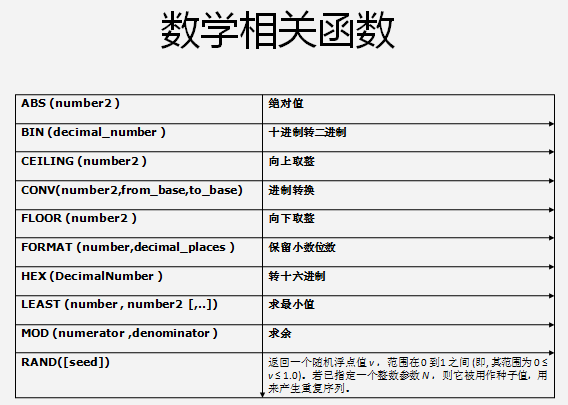 数学相关函数
ABS (number2 ) 绝对值
BIN (decimal_number ) 十进制转二进制
CEILING (number2 ) 向上取整
CONV(number2,from_base,to_base) 进制转换
FLOOR (number2 ) 向下取整
FORMAT (number,decimal_places ) 保留小数位数
HEX (DecimalNumber ) 转十六进制
LEAST (number , number2 [,..]) 求最小值
MOD (numerator ,denominator ) 求余
RAND([seed]) 返回一个随机浮点值 v ，范围在 0 到1 之间 (即, 其范围为 0 ≤
v ≤ 1.0)。若已指定一个整数参数 N ，则它被用作种子值，用
来产生重复序列。